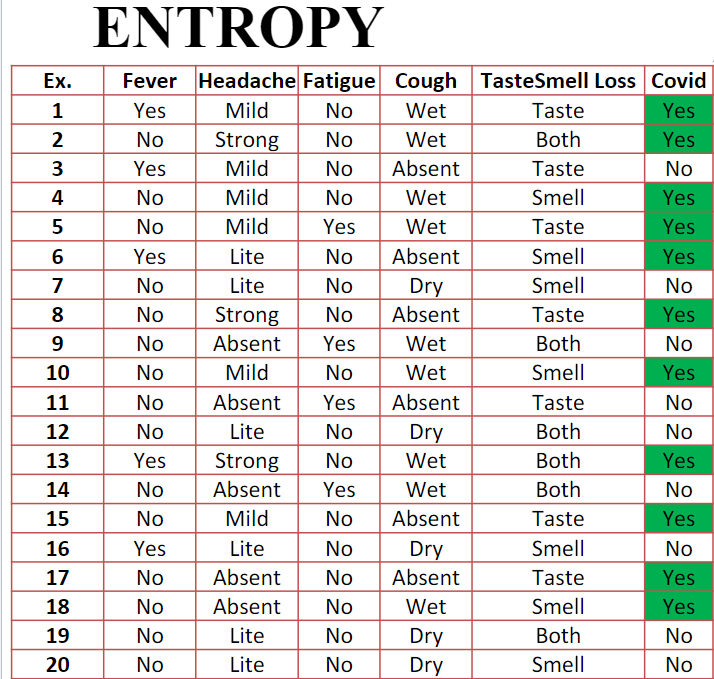 ENTROPY
Ex. Fever Headache Fatigue Cough TasteSmell Loss Covid
1 Yes Mild No Wet Taste Yes
2 No Strong No Wet Both Yes
3 Yes Mild No Absent Taste No
4 No Mild No Wet Smell Yes
5 No Mild Yes Wet Taste Yes
6 Yes Lite No Absent Smell Yes
7 No Lite No Dry Smell No
8 No Strong No Absent Taste Yes
9 No Absent Yes Wet Both No
10 No Mild No Wet Smell Yes
11 No Absent Yes Absent Taste No
12 No Lite No Dry Both No
13 Yes Strong No Wet Both Yes
14 No Absent Yes Wet Both No
15 No Mild No Absent Taste Yes
16 Yes Lite No Dry Smell No
17 No Absent No Absent Taste Yes
18 No Absent No Wet Smell Yes
19 No Lite No Dry Both No
20 No Lite No Dry Smell No